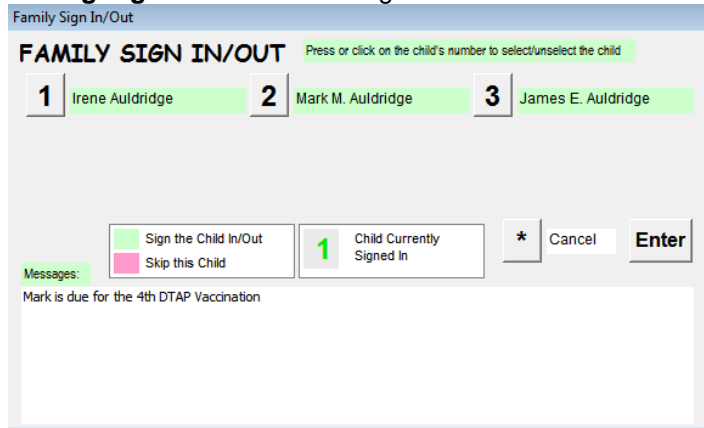 Family Sign In/Out
FAMILY SIGN IN/OUT Press or click on the child's number to select/unselect the child
1 Irene Auldridge 2 Mark M. Auldridge 3 James E. Auldridge
Sign the Child In/Out
Skip this Child
1 Child Currently
Signed In
* Cancel Enter
Messages:
Mark is due for the 4th DTAP Vaccination